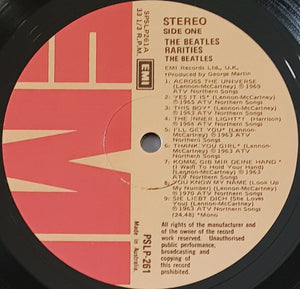 SPSLP261
33 1/3 R.P.M.
EMI
STEREO
SIDE ONE
THE BEATLES
RARITIES
THE BEATLES
EMI Records Ltd., U.K.
†Produced by George Martin
1. ACROSS THE UNIVERSE
(Lennon-McCartney) ℗ 1969
ATV Northern Songs
2. YES IT IS† (Lennon-McCartney)
℗ 1965 ATV Northern Songs
3. THIS BOY† (Lennon-McCartney)
℗ 1963 ATV Northern Songs
4. THE INNER LIGHT† (Harrison)
℗ 1968 ATV Northern Songs
5. I'LL GET YOU† (Lennon-
McCartney) ℗ 1963 ATV Northern
Songs
6. THANK YOU GIRL† (Lennon-
McCartney) ℗ 1963 ATV
Northern Songs
7. KOMM, GIB MIR DEINE HAND†
(I Want To Hold Your Hand)
(Lennon-McCartney) ℗ 1963
ATV Northern Songs
8. YOU KNOW MY NAME (Look Up
My Number) (Lennon-McCartney)
℗ 1970 ATV Northern Songs
9. SIE LIEBT DICH (She Loves
You) (Lennon-McCartney)
℗ 1963 ATV Northern Songs
(24.48) *Mono
All rights of the manufacturer and
of the owner of the record
work reserved. Unauthorised
public performance,
broadcasting and
copying of this
record
prohibited.
PSLP-261
Made in Australia.